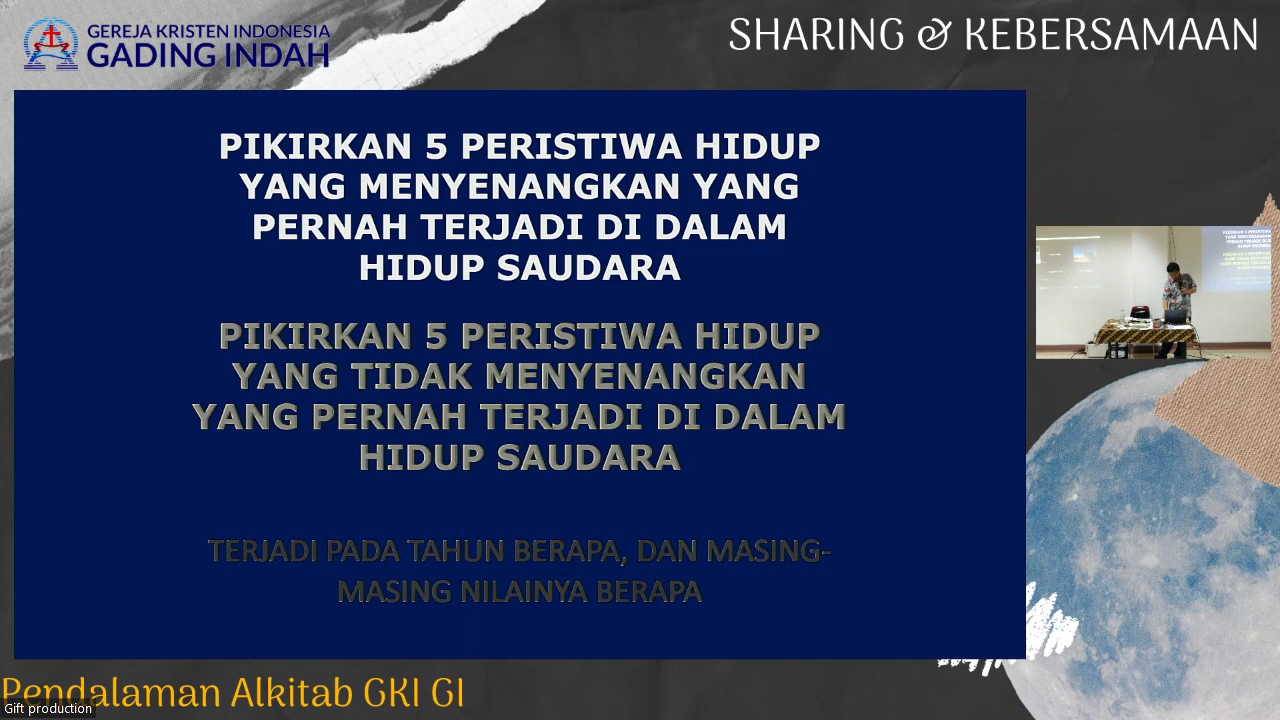 GEREJA KRISTEN INDONESIA
GADING INDAH
SHARING & KEBERSAMAAN
PIKIRKAN 5 PERISTIWA HIDUP
YANG MENYENANGKAN YANG
PERNAH TERJADI DI DALAM
HIDUP SAUDARA
PIKIRKAN 5 PERISTIWA HIDUP
YANG TIDAK MENYENANGKAN
YANG PERNAH TERJADI DI DALAM
HIDUP SAUDARA
TERJADI PADA TAHUN BERAPA, DAN MASING-
MASING NILAINYA BERAPA
Pendalaman Alkitab GKI GI
Gift production